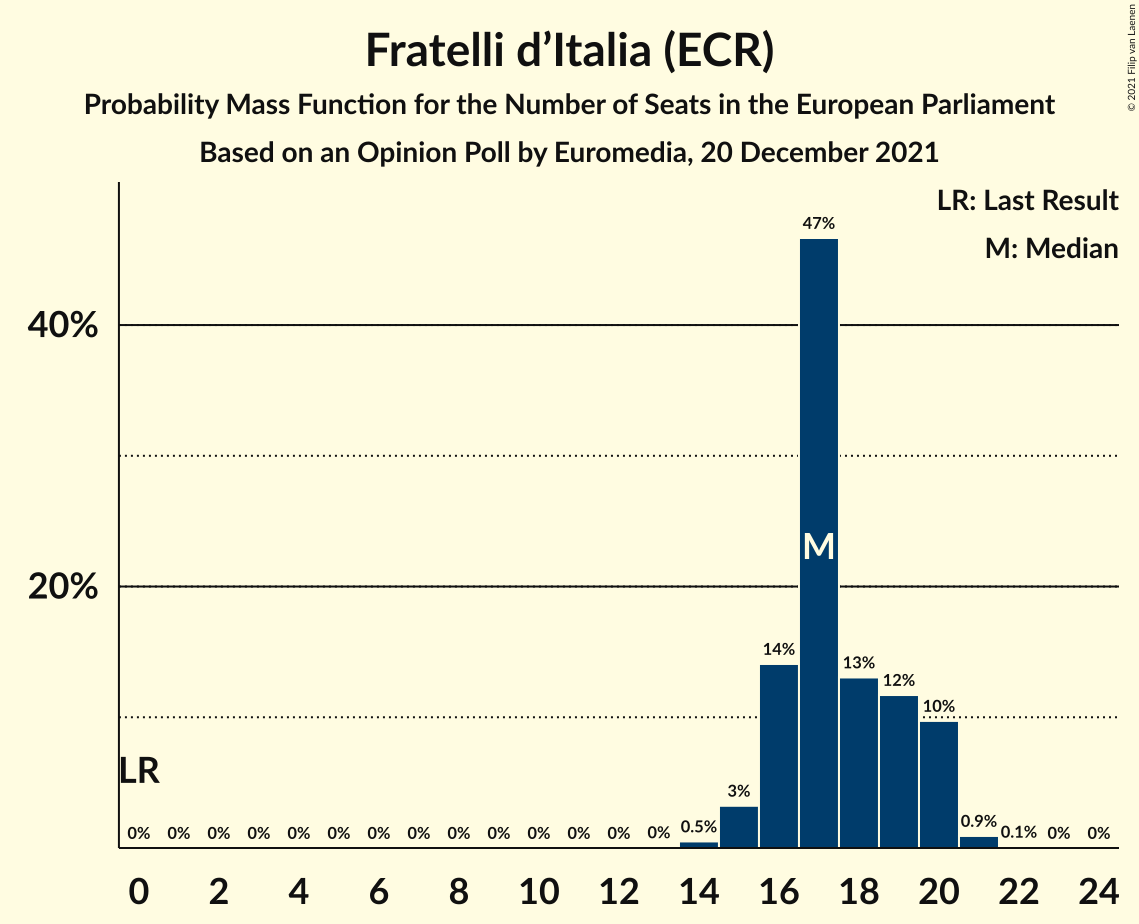 Fratelli d’Italia (ECR)
Probability Mass Function for the Number of Seats in the European Parliament
Based on an Opinion Poll by Euromedia, 20 December 2021
© 2021 Filip van Laenen
LR: Last Result
M: Median
47%
40%
M
20%
14%
13%
12%
10%
LR
3%
0% 0% 0% 0% 0% 0% 0% 0% 0% 0% 0% 0% 0% 0% 0.5% 0.9% 0.1% 0% 0%
0 2 4 6 8 10 12 14 16 18 20 22 24